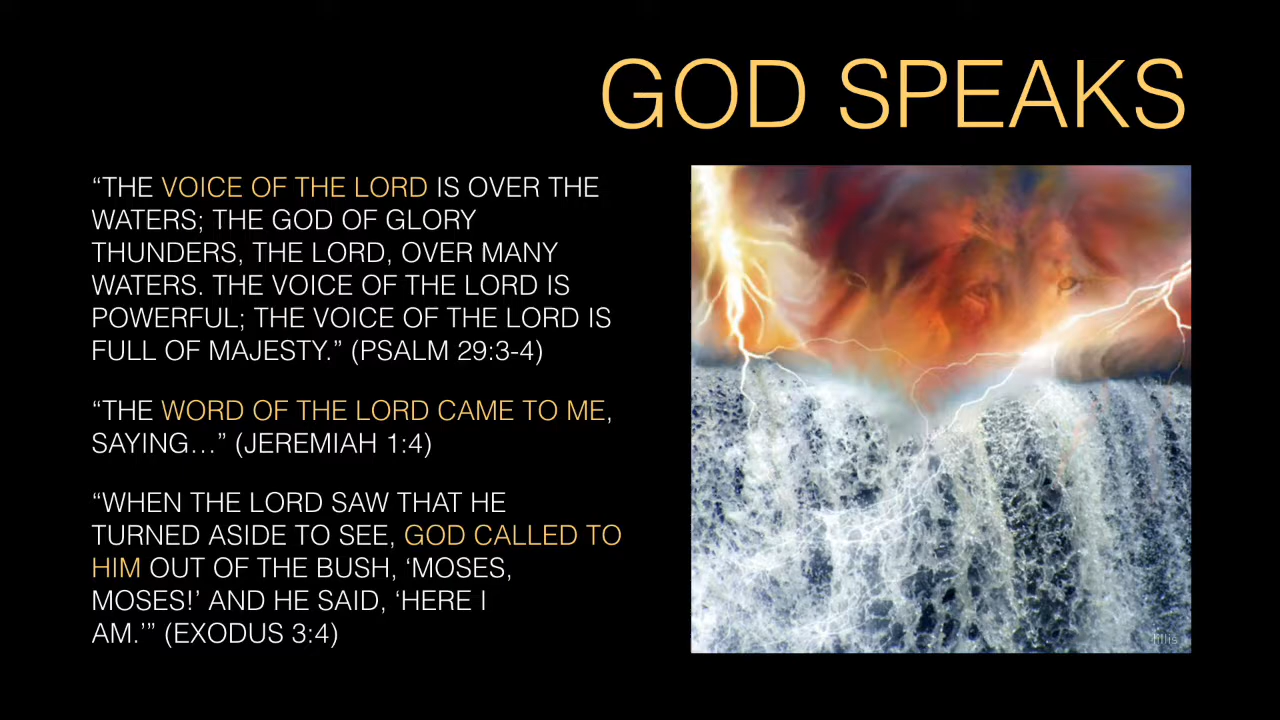 GOD SPEAKS
“THE VOICE OF THE LORD IS OVER THE
WATERS; THE GOD OF GLORY
THUNDERS, THE LORD, OVER MANY
WATERS. THE VOICE OF THE LORD IS
POWERFUL; THE VOICE OF THE LORD IS
FULL OF MAJESTY.” (PSALM 29:3-4)
“THE WORD OF THE LORD CAME TO ME,
SAYING…” (JEREMIAH 1:4)
“WHEN THE LORD SAW THAT HE
TURNED ASIDE TO SEE, GOD CALLED TO
HIM OUT OF THE BUSH, ‘MOSES,
MOSES!’ AND HE SAID, ‘HERE I
AM.’” (EXODUS 3:4)